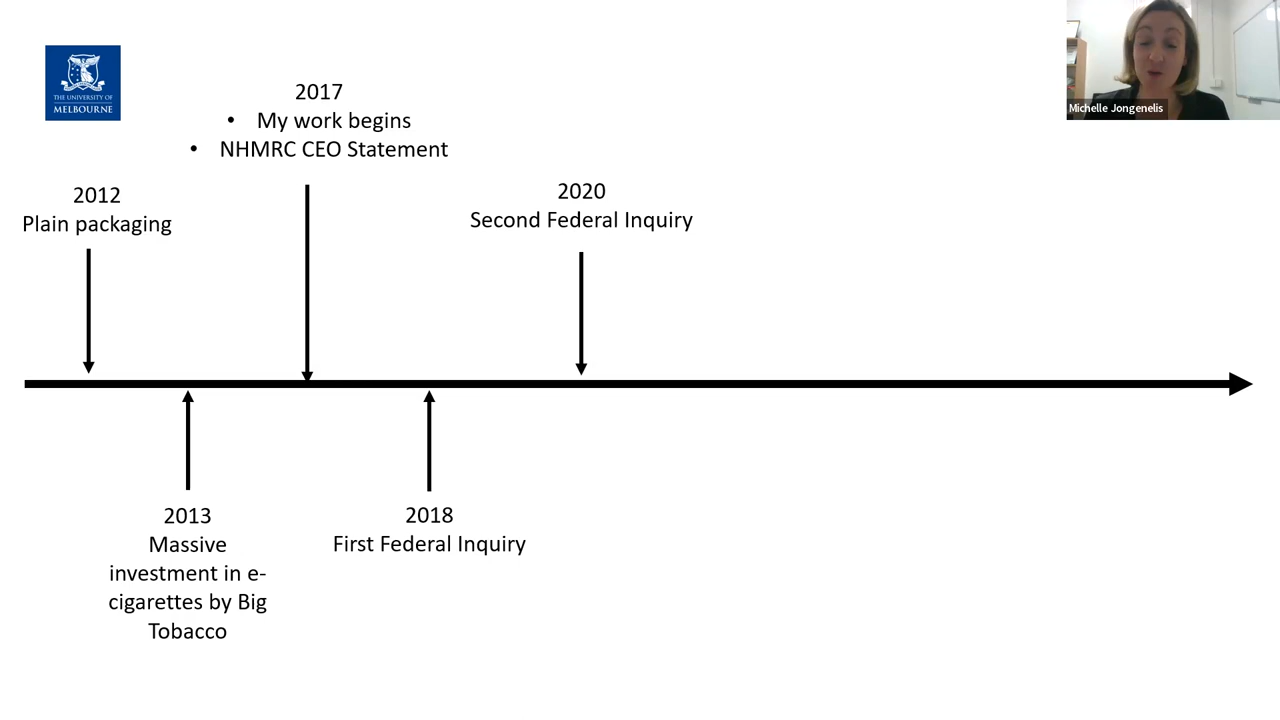 THE UNIVERSITY OF
MELBOURNE
2017
• My work begins
• NHMRC CEO Statement
Michelle Jongenelis
2012
Plain packaging
2020
Second Federal Inquiry
2013
Massive
investment in e-
cigarettes by Big
Tobacco
2018
First Federal Inquiry